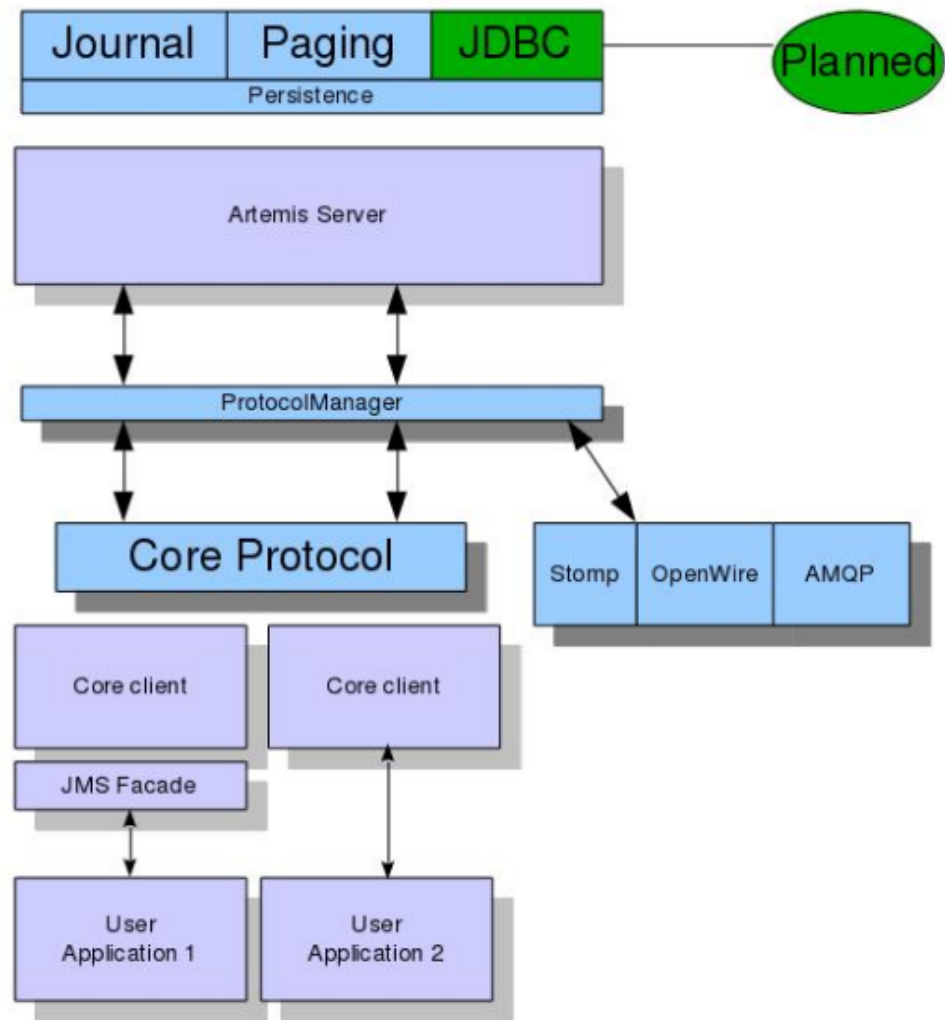 Journal
Paging
JDBC
Planned
Persistence
Artemis Server
ProtocolManager
Core Protocol
Stomp
OpenWire
AMQP
Core client
Core client
JMS Facade
User
Application 1
User
Application 2